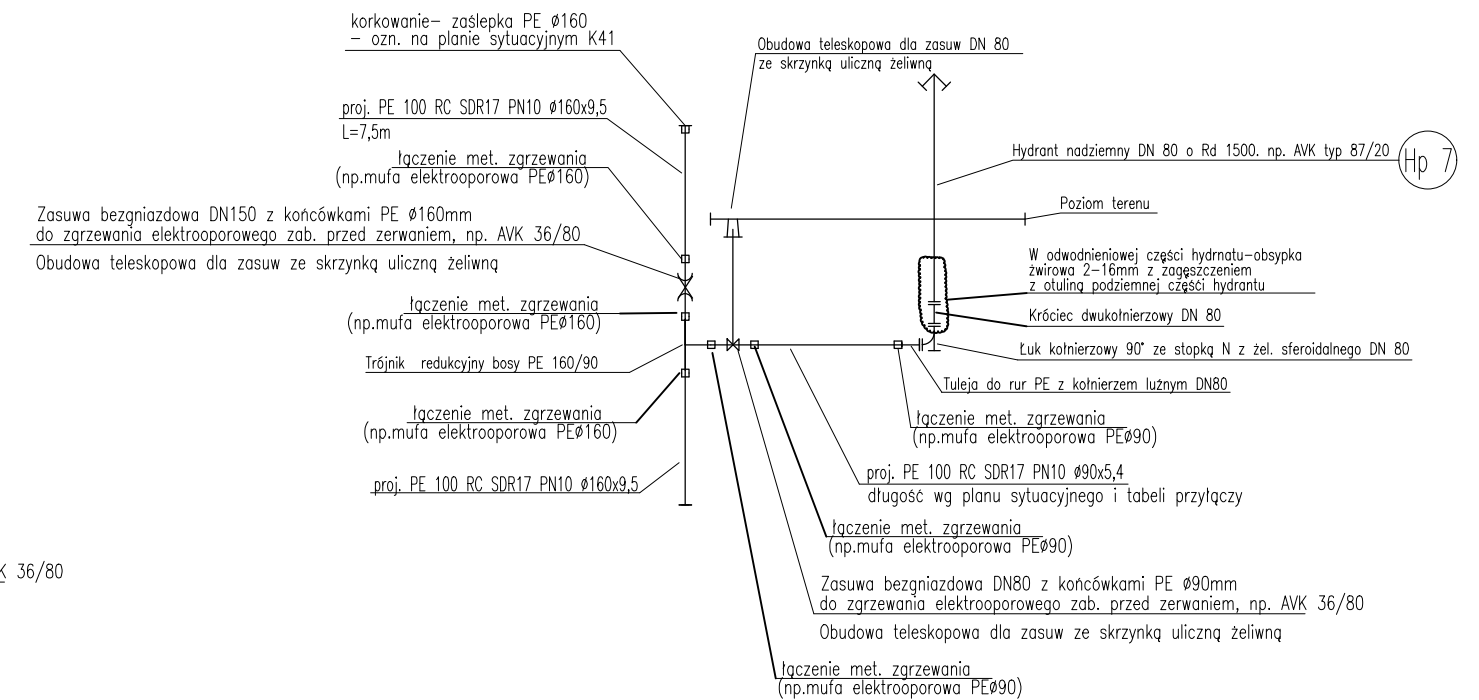 korkowanie– zaślepka PE ø160
– ozn. na planie sytuacyjnym K41
Obudowa teleskopowa dla zasuw DN 80
ze skrzynką uliczną żeliwną
proj. PE 100 RC SDR17 PN10 ø160x9,5
L=7,5m
łączenie met. zgrzewania
(np.mufa elektrooporowa PEø160)
Hydrant nadziemny DN 80 o Rd 1500. np. AVK typ 87/20
Hp 7
Poziom terenu
Zasuwa bezgniazdowa DN150 z końcówkami PE ø160mm
do zgrzewania elektrooporowego zab. przed zerwaniem, np. AVK 36/80
Obudowa teleskopowa dla zasuw ze skrzynką uliczną żeliwną
W odwodnieniowej części hydrnatu–obsypka
żwirowa 2–16mm z zagęszczeniem
z otuliną podziemnej części hydrantu
łączenie met. zgrzewania
(np.mufa elektrooporowa PEø160)
Króciec dwukołnierzowy DN 80
Trójnik redukcyjny bosy PE 160/90
Łuk kołnierzowy 90° ze stopką N z żel. sferoidalnego DN 80
Tuleja do rur PE z kołnierzem luźnym DN80
łączenie met. zgrzewania
(np.mufa elektrooporowa PEø160)
łączenie met. zgrzewania
(np.mufa elektrooporowa PEø90)
proj. PE 100 RC SDR17 PN10 ø160x9,5
proj. PE 100 RC SDR17 PN10 ø90x5,4
długość wg planu sytuacyjnego i tabeli przyłączy
łączenie met. zgrzewania
(np.mufa elektrooporowa PEø90)
K 36/80
Zasuwa bezgniazdowa DN80 z końcówkami PE ø90mm
do zgrzewania elektrooporowego zab. przed zerwaniem, np. AVK 36/80
Obudowa teleskopowa dla zasuw ze skrzynką uliczną żeliwną
łączenie met. zgrzewania
(np.mufa elektrooporowa PEø90)